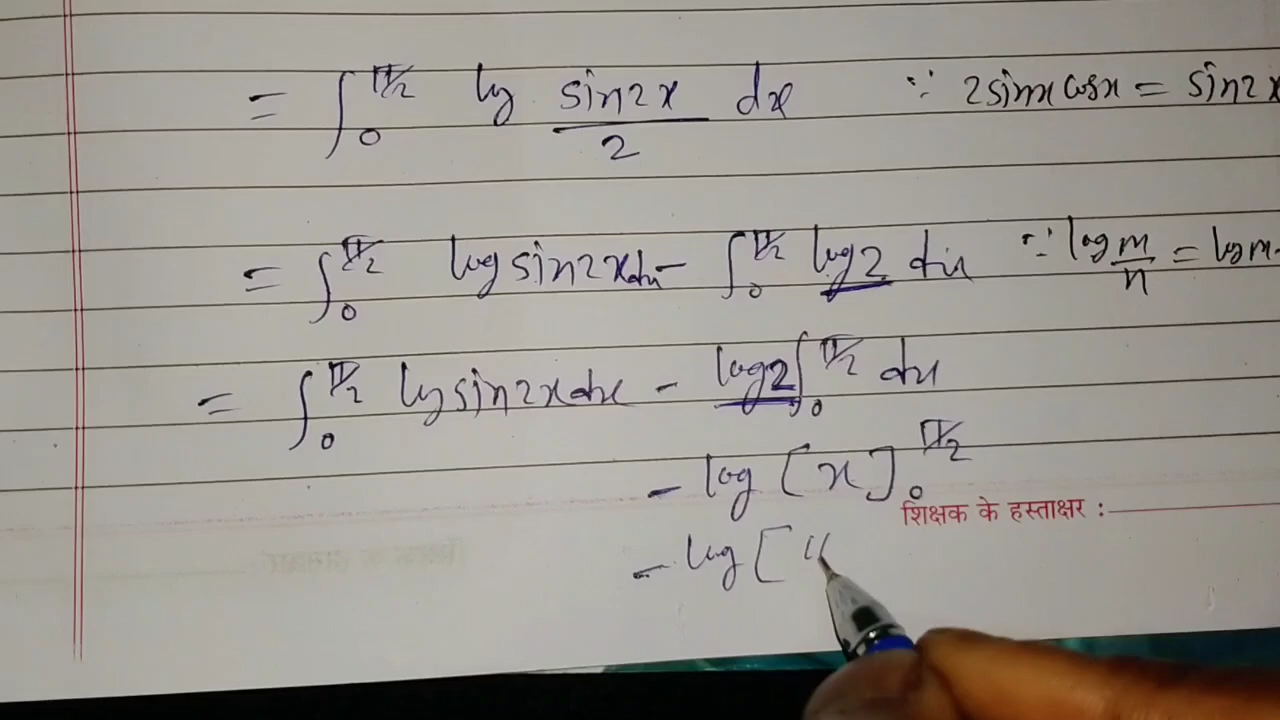 = ∫₀^π/2 log sin2x/2 dx ∵ 2sinx cosx = sin2x
= ∫₀^π/2 log sin2x dx - ∫₀^π/2 log2 dx ∵ log m/n = log m-
= ∫₀^π/2 log sin2x dx - log2 ∫₀^π/2 dx
- log [x]₀^π/2
शिक्षक के हस्ताक्षर :
- log [